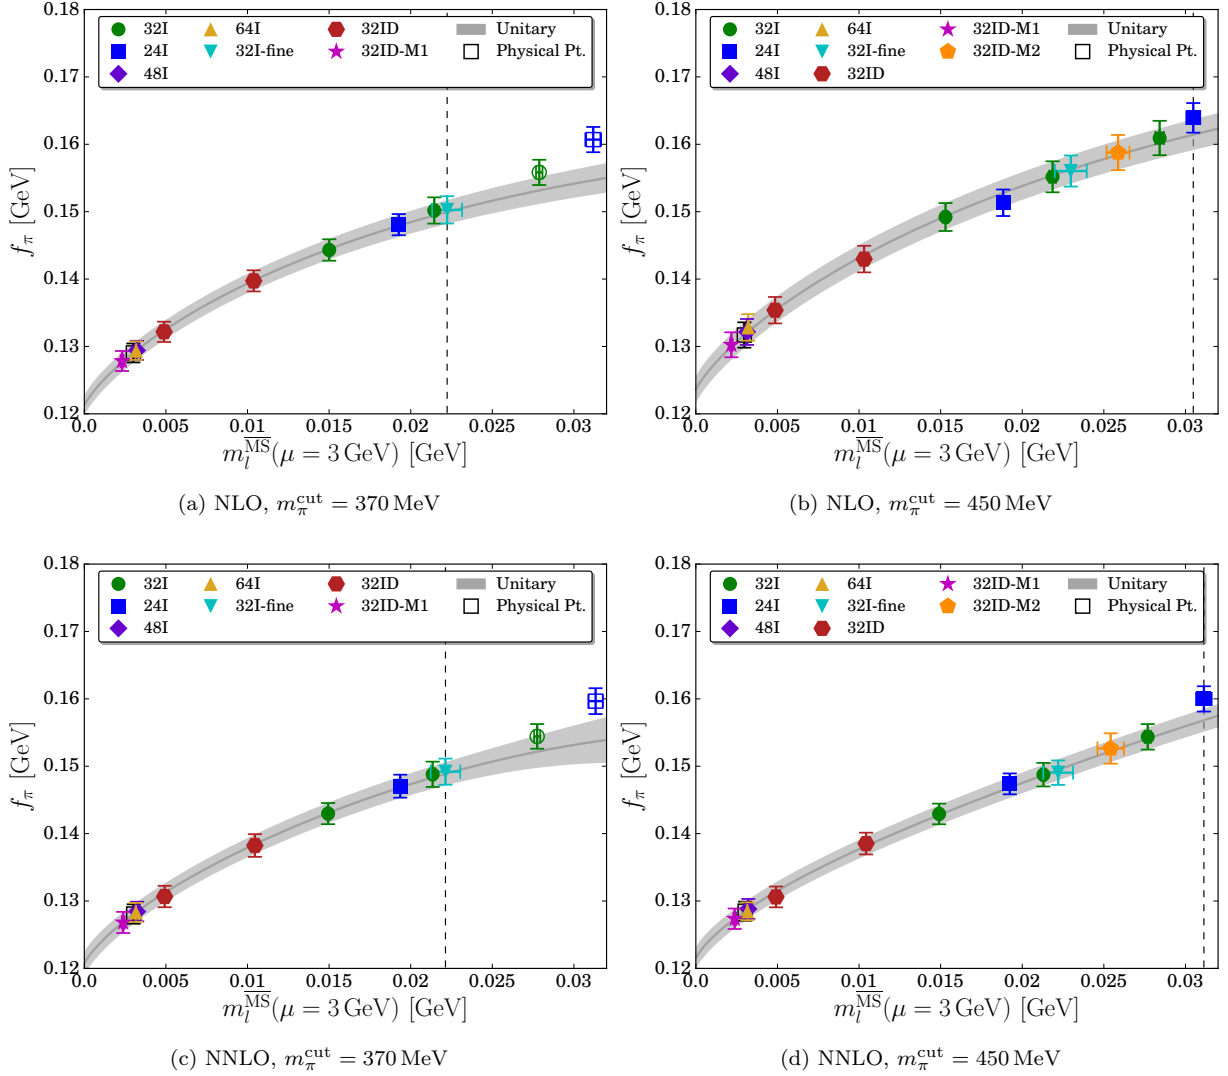 32I 64I 32ID Unitary
24I 32I-fine 32ID-M1 Physical Pt.
48I
0.18
0.17
0.16
0.15
0.14
0.13
0.12
f_π [GeV]
0.0 0.005 0.01 0.015 0.02 0.025 0.03
m_l^{\overline{MS}}(μ = 3 GeV) [GeV]
(a) NLO, m_π^cut = 370 MeV
32I 64I 32ID-M1 Unitary
24I 32I-fine 32ID-M2 Physical Pt.
48I 32ID
0.18
0.17
0.16
0.15
0.14
0.13
0.12
f_π [GeV]
0.0 0.005 0.01 0.015 0.02 0.025 0.03
m_l^{\overline{MS}}(μ = 3 GeV) [GeV]
(b) NLO, m_π^cut = 450 MeV
32I 64I 32ID Unitary
24I 32I-fine 32ID-M1 Physical Pt.
48I
0.18
0.17
0.16
0.15
0.14
0.13
0.12
f_π [GeV]
0.0 0.005 0.01 0.015 0.02 0.025 0.03
m_l^{\overline{MS}}(μ = 3 GeV) [GeV]
(c) NNLO, m_π^cut = 370 MeV
32I 64I 32ID-M1 Unitary
24I 32I-fine 32ID-M2 Physical Pt.
48I 32ID
0.18
0.17
0.16
0.15
0.14
0.13
0.12
f_π [GeV]
0.0 0.005 0.01 0.015 0.02 0.025 0.03
m_l^{\overline{MS}}(μ = 3 GeV) [GeV]
(d) NNLO, m_π^cut = 450 MeV